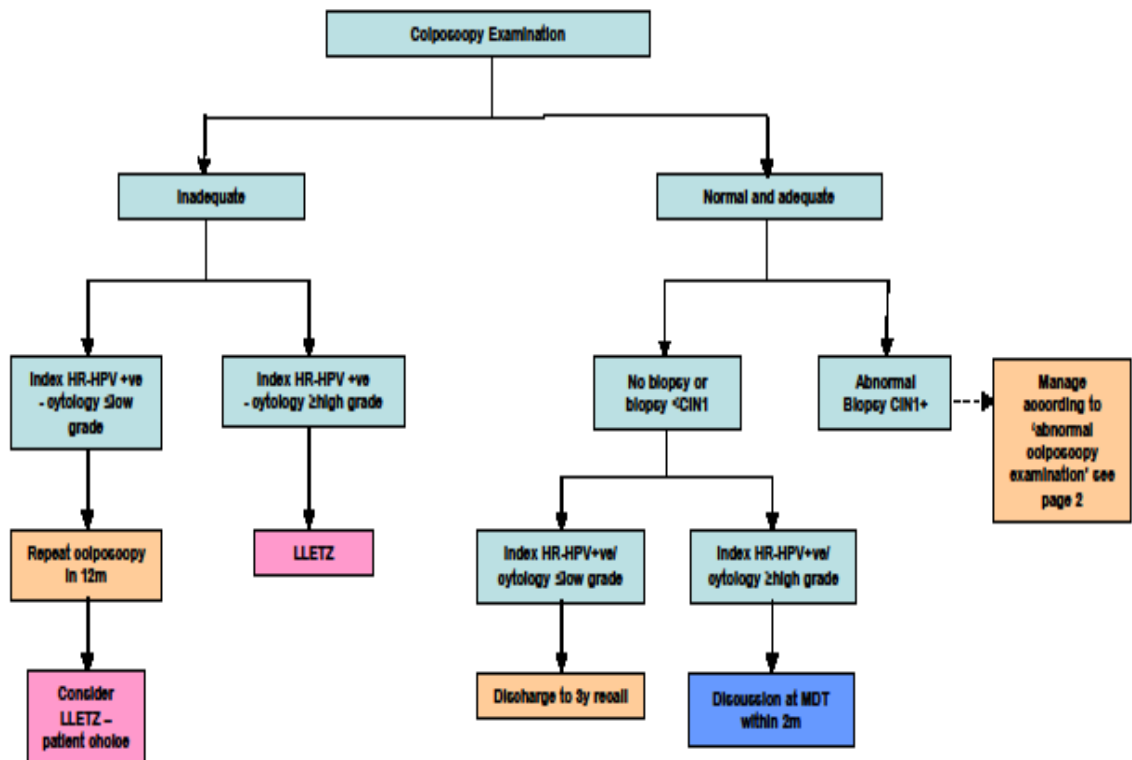 Colposcopy Examination
Inadequate
Normal and adequate
Index HR-HPV +ve
- cytology ≤low
grade
Index HR-HPV +ve
- cytology ≥high grade
No biopsy or
biopsy <CIN1
Abnormal
Biopsy CIN1+
Manage
according to
‘abnormal
colposcopy
examination’ see
page 2
Repeat colposcopy
in 12m
LLETZ
Index HR-HPV+ve/
cytology ≤low grade
Index HR-HPV+ve/
cytology ≥high grade
Consider
LLETZ –
patient choice
Discharge to 3y recall
Discussion at MDT
within 2m